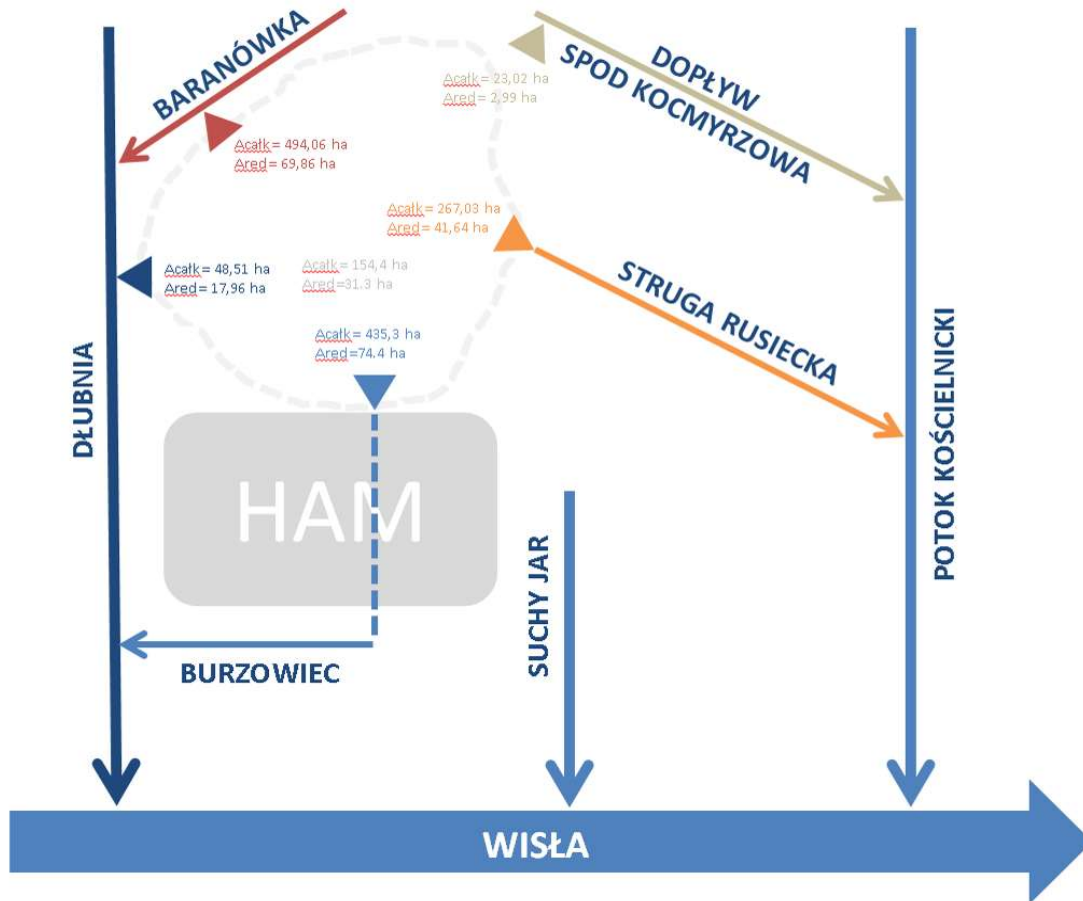 BARANÓWKA
DOPŁYW
SPOD KOCMYRZOWA
Acałk= 23,02 ha
Ared= 2,99 ha
Acałk= 494,06 ha
Ared= 69,86 ha
Acałk= 267,03 ha
Ared= 41,64 ha
Acałk= 48,51 ha
Ared= 17,96 ha
Acałk= 154,4 ha
Ared=31.3 ha
STRUGA RUSIECKA
Acałk= 435,3 ha
Ared=74.4 ha
DŁUBNIA
POTOK KOŚCIELNICKI
HAM
SUCHY JAR
BURZOWIEC
WISŁA